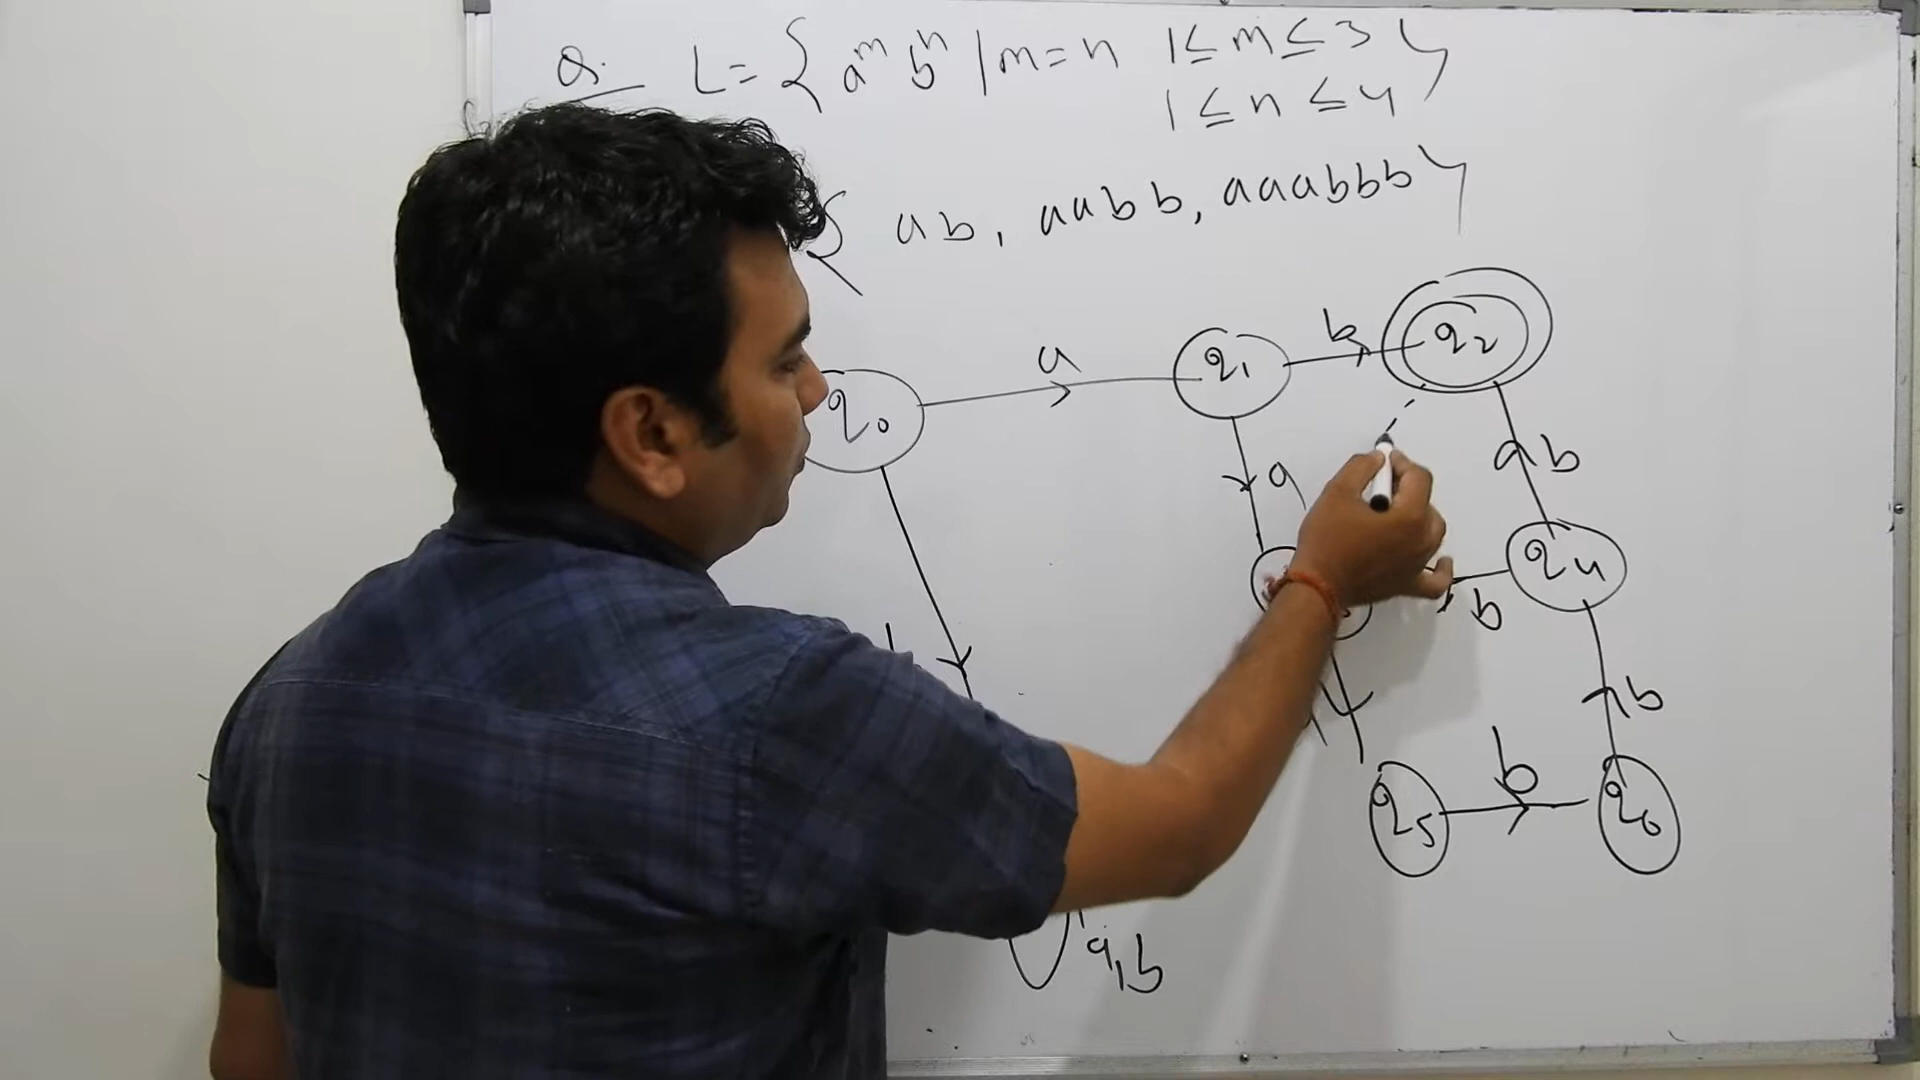 Q. L = { a^m b^n | m = n 1 ≤ m ≤ 3 }
1 ≤ n ≤ 4
{ ab, aabb, aaabbb }
q0 a q1 b q2
a b
b q4
b
q5 b q6
a,b